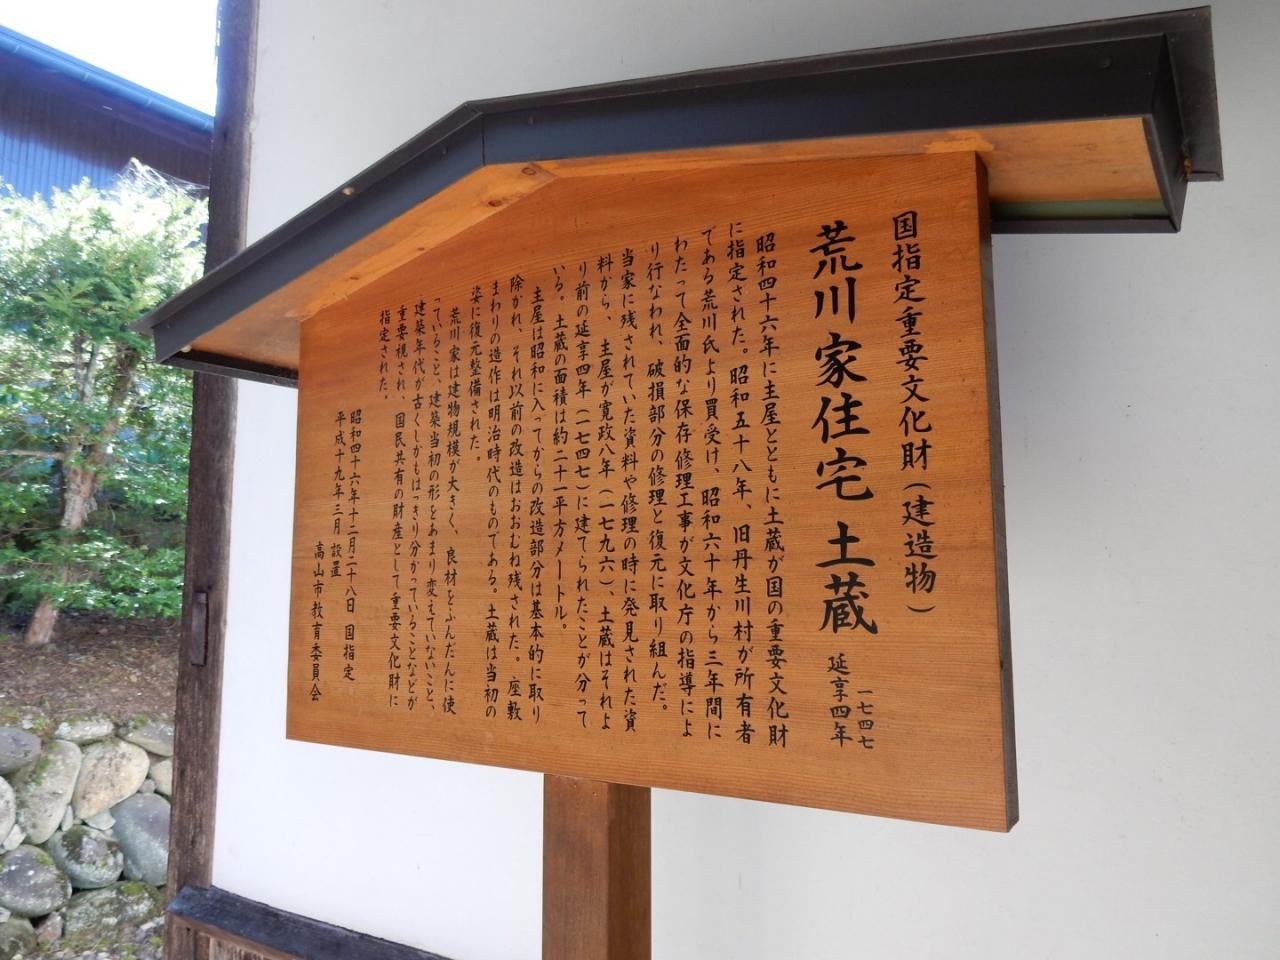 国指定重要文化財(建造物)
荒川家住宅 土蔵 一七四七 延享四年
昭和四十六年に主屋とともに土蔵が国の重要文化財
に指定された。昭和五十八年、旧丹生川村が所有者
である荒川氏より買受け、昭和六十年から三年間に
わたって全面的な保存修理工事が文化庁の指導によ
り行なわれ、破損部分の修理と復元に取り組んだ。
当家に残されていた資料や修理の時に発見された資
料から、主屋が寛政八年(一七九六)、土蔵はそれよ
り前の延享四年(一七四七)に建てられたことが分って
いる。土蔵の面積は約二十一平方メートル。
主屋は昭和に入ってからの改造部分は基本的に取り
除かれ、それ以前の改造はおおむね残された。座敷
まわりの造作は明治時代のものである。土蔵は当初の
姿に復元整備された。
荒川家は建物規模が大きく、良材をふんだんに使
っていること、建築当初の形をあまり変えていないこと、
建築年代が古くしかもはっきり分かっていることなどが
重要視され、国民共有の財産として重要文化財に
指定された。
昭和四十六年十二月二十八日 国指定
平成十九年三月 設置
高山市教育委員会